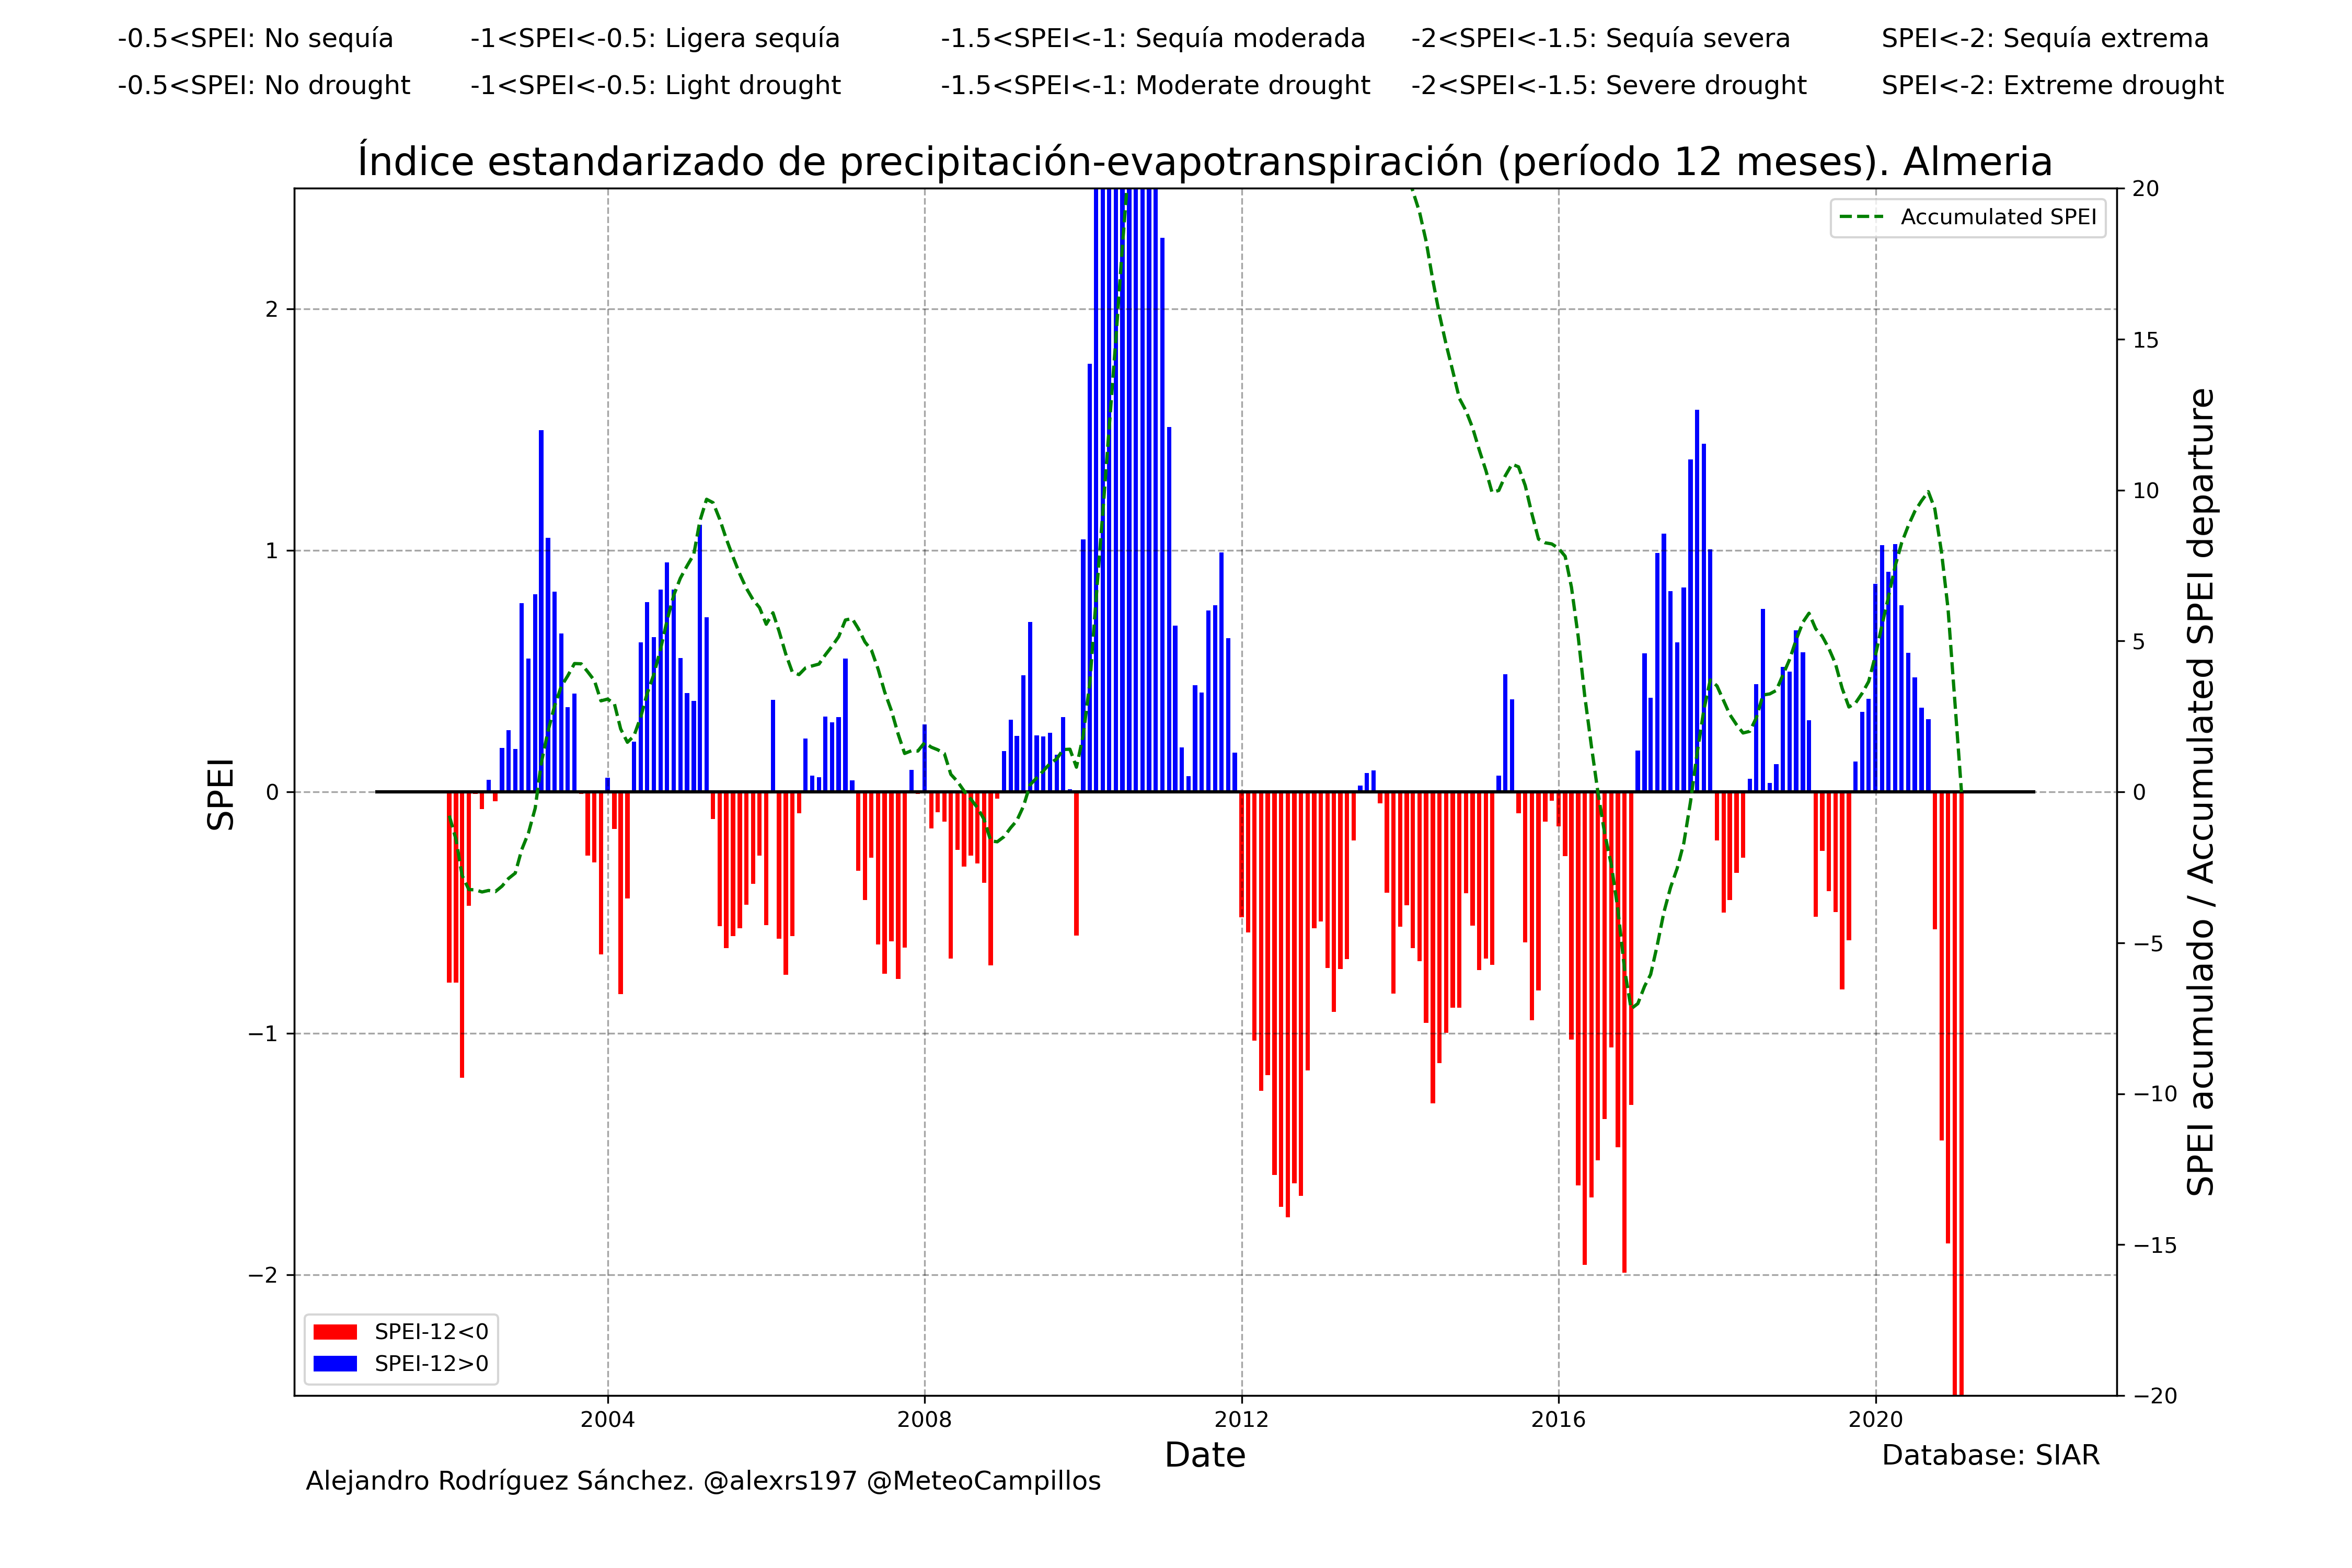 -0.5<SPEI: No sequía -1<SPEI<-0.5: Ligera sequía -1.5<SPEI<-1: Sequía moderada -2<SPEI<-1.5: Sequía severa SPEI<-2: Sequía extrema
-0.5<SPEI: No drought -1<SPEI<-0.5: Light drought -1.5<SPEI<-1: Moderate drought -2<SPEI<-1.5: Severe drought SPEI<-2: Extreme drought
Índice estandarizado de precipitación-evapotranspiración (período 12 meses). Almeria
Accumulated SPEI
2
1
0
−1
−2
SPEI
20
15
10
5
0
−5
−10
−15
−20
SPEI acumulado / Accumulated SPEI departure
SPEI-12<0
SPEI-12>0
2004 2008 2012 2016 2020
Date
Database: SIAR
Alejandro Rodríguez Sánchez. @alexrs197 @MeteoCampillos